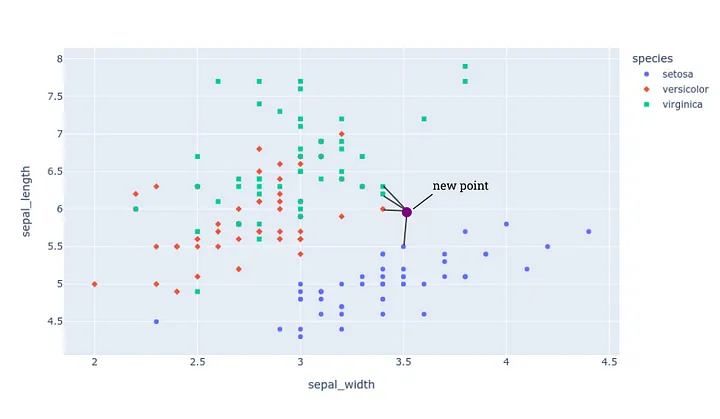 species
setosa
versicolor
virginica
new point
sepal_length
8
7.5
7
6.5
6
5.5
5
4.5
2
2.5
3
3.5
4
4.5
sepal_width